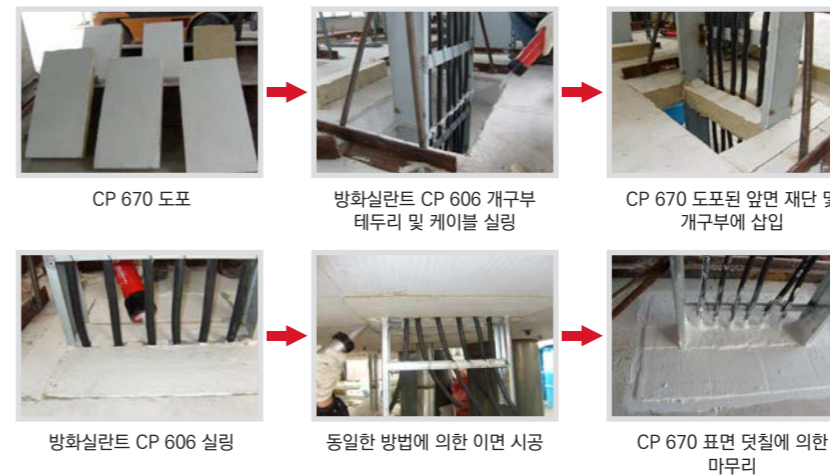 CP 670 도포
방화실란트 CP 606 개구부
테두리 및 케이블 실링
CP 670 도포된 앞면 재단 및
개구부에 삽입
방화실란트 CP 606 실링
동일한 방법에 의한 이면 시공
CP 670 표면 덧칠에 의한
마무리